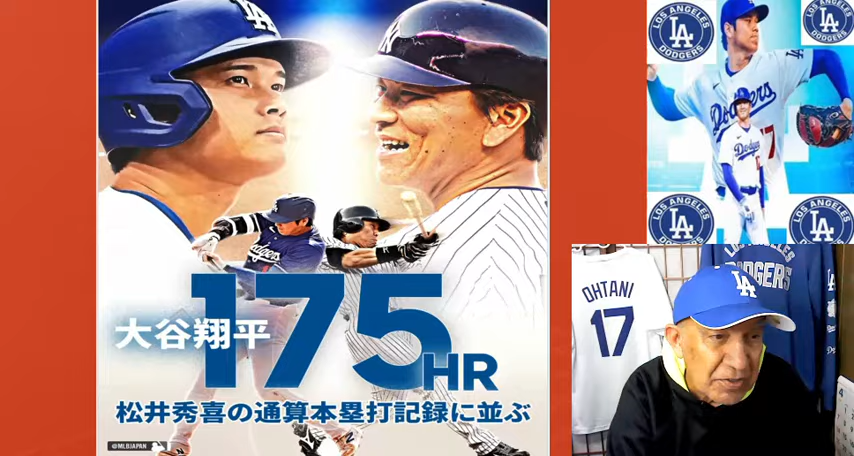 175
大谷翔平
HR
松井秀喜の通算本塁打記録に並ぶ
@MLBJAPAN
LOS ANGELES
LA
DODGERS
LA
DODGERS
Dodgers
17
Dodgers
LOS ANGELES
LA
LOS ANGELES
LA
OHTANI
17
DODGERS
LA